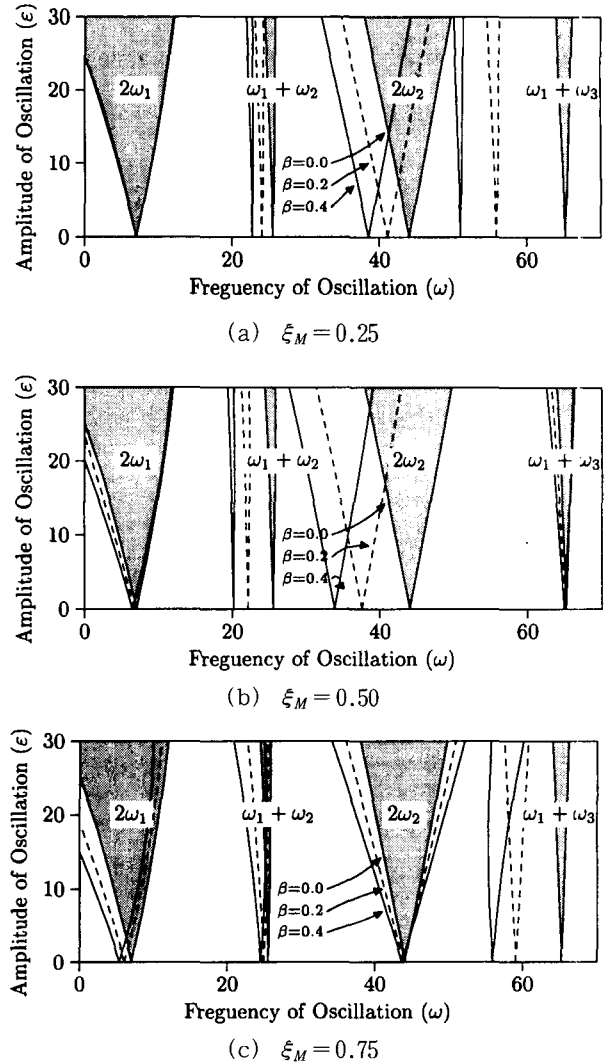 30
20
10
0
Amplitude of Oscillation (ε)
2ω₁
ω₁ + ω₂
2ω₂
ω₁ + ω₃
β=0.0
β=0.2
β=0.4
0
20
40
60
Freguency of Oscillation (ω)
(a) ξ_M = 0.25
30
20
10
0
Amplitude of Oscillation (ε)
2ω₁
ω₁ + ω₂
2ω₂
ω₁ + ω₃
β=0.0
β=0.2
β=0.4
0
20
40
60
Freguency of Oscillation (ω)
(b) ξ_M = 0.50
30
20
10
0
Amplitude of Oscillation (ε)
2ω₁
ω₁ + ω₂
2ω₂
ω₁ + ω₃
β=0.0
β=0.2
β=0.4
0
20
40
60
Freguency of Oscillation (ω)
(c) ξ_M = 0.75